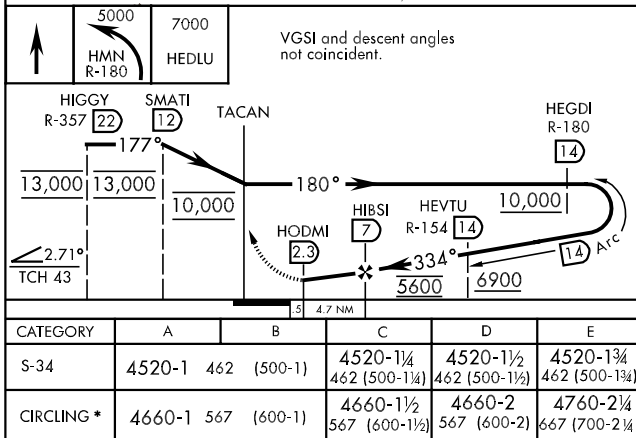 5000 7000
HMN
R-180
HEDLU
VGSI and descent angles
not coincident.
HIGGY
R-357 22
SMATI
12
TACAN
HEGDI
R-180
14
177°
180°
13,000 13,000
10,000
10,000
HODMI
2.3
HIBSI
7
HEVTU
R-154 14
14 Arc
334°
5600 6900
2.71°
TCH 43
.5 4.7 NM
CATEGORY A B C D E
S-34 4520-1 462 (500-1) 4520-1¼ 462 (500-1¼) 4520-1½ 462 (500-1½) 4520-1¾ 462 (500-1¾)
CIRCLING * 4660-1 567 (600-1) 4660-1½ 567 (600-1½) 4660-2 567 (600-2) 4760-2¼ 667 (700-2¼